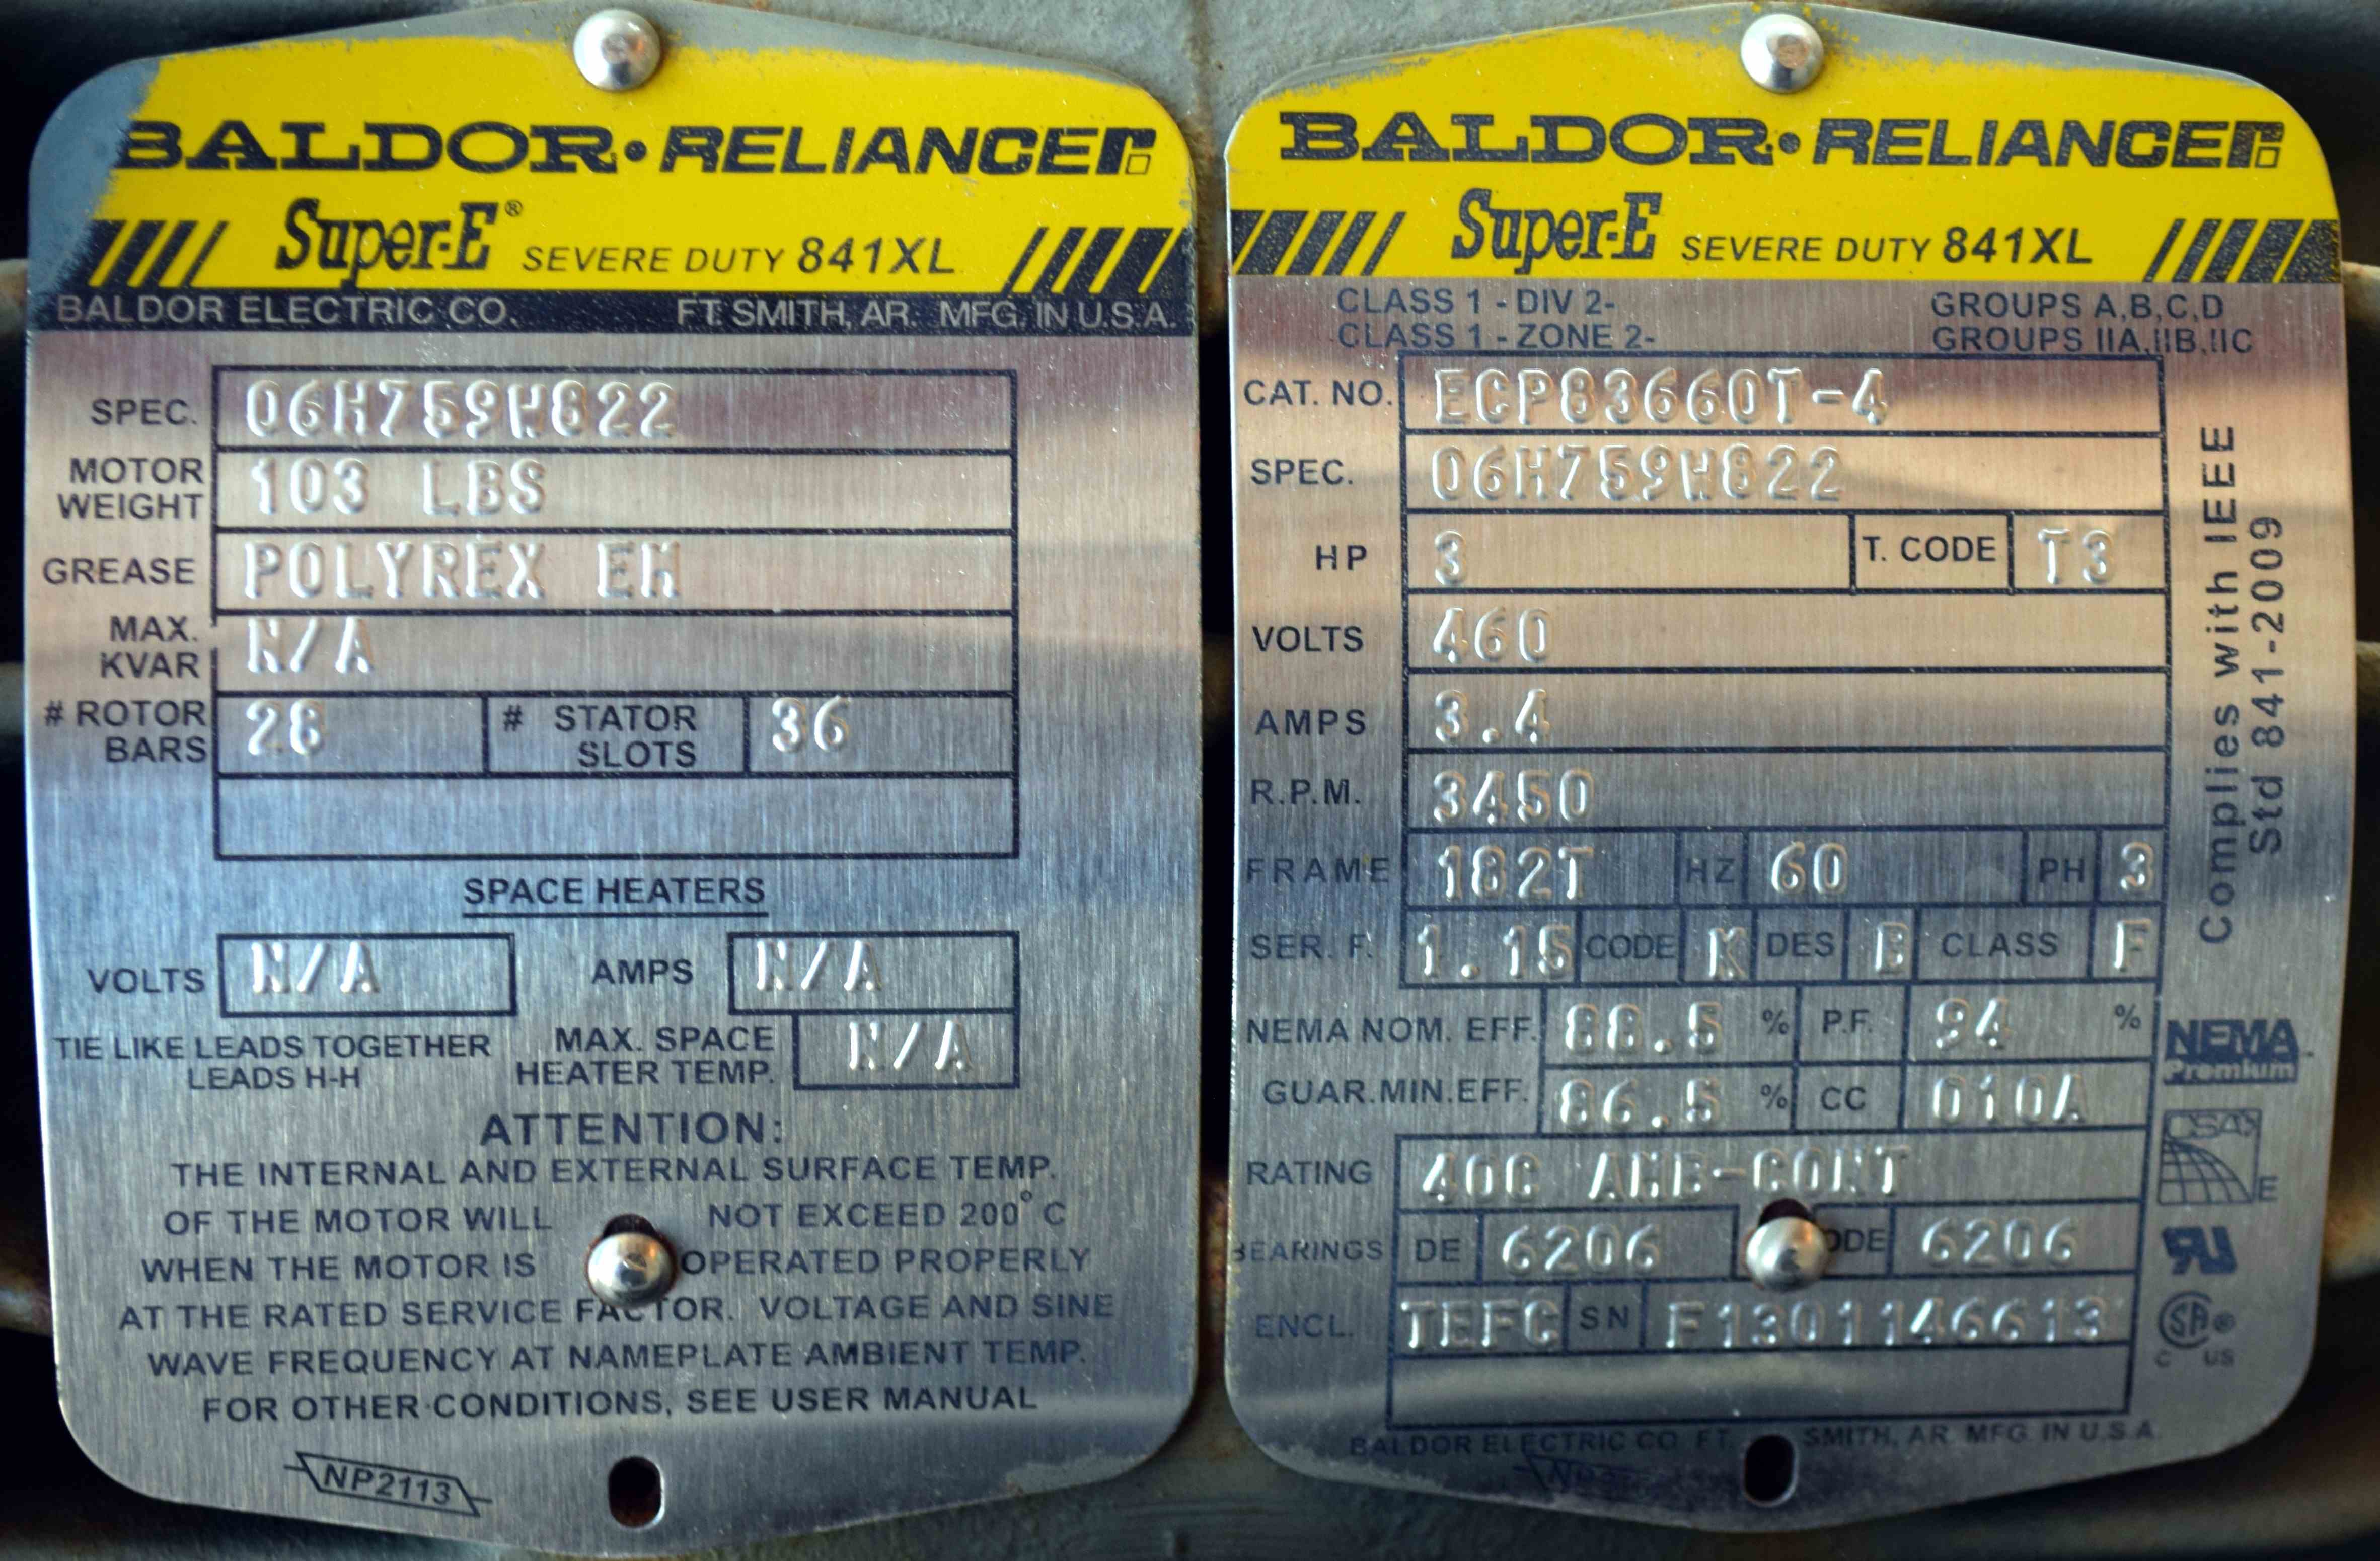 BALDOR • RELIANCER
Super-E® SEVERE DUTY 841XL
BALDOR ELECTRIC CO. FT. SMITH, AR. MFG. IN U.S.A.
SPEC. 06H759W822
MOTOR WEIGHT 103 LBS
GREASE POLYREX EM
MAX. KVAR N/A
# ROTOR BARS 28 # STATOR SLOTS 36
SPACE HEATERS
VOLTS N/A AMPS N/A
TIE LIKE LEADS TOGETHER LEADS H-H MAX. SPACE HEATER TEMP. N/A
ATTENTION:
THE INTERNAL AND EXTERNAL SURFACE TEMP.
OF THE MOTOR WILL NOT EXCEED 200°C
WHEN THE MOTOR IS OPERATED PROPERLY
AT THE RATED SERVICE FACTOR. VOLTAGE AND SINE
WAVE FREQUENCY AT NAMEPLATE AMBIENT TEMP.
FOR OTHER CONDITIONS, SEE USER MANUAL
NP2113
BALDOR • RELIANCER
Super-E SEVERE DUTY 841XL
CLASS 1 - DIV 2- GROUPS A,B,C,D
CLASS 1 - ZONE 2- GROUPS IIA,IIB,IIC
CAT. NO. ECP83660T-4
SPEC. 06H759W822
HP 3 T. CODE T3
VOLTS 460
AMPS 3.4
R.P.M. 3450
FRAME 182T HZ 60 PH 3
SER. F. 1.15 CODE K DES B CLASS F
NEMA NOM. EFF. 88.5 % P.F. 94 %
GUAR.MIN.EFF. 86.5 % CC 010A
RATING 40C AMB-CONT
BEARINGS DE 6206 ODE 6206
ENCL. TEFC SN F1301146613
BALDOR ELECTRIC CO. FT. SMITH, AR. MFG. IN U.S.A.
Complies with IEEE
Std 841-2009
NEMA
Premium
CSA E
SA®
C US